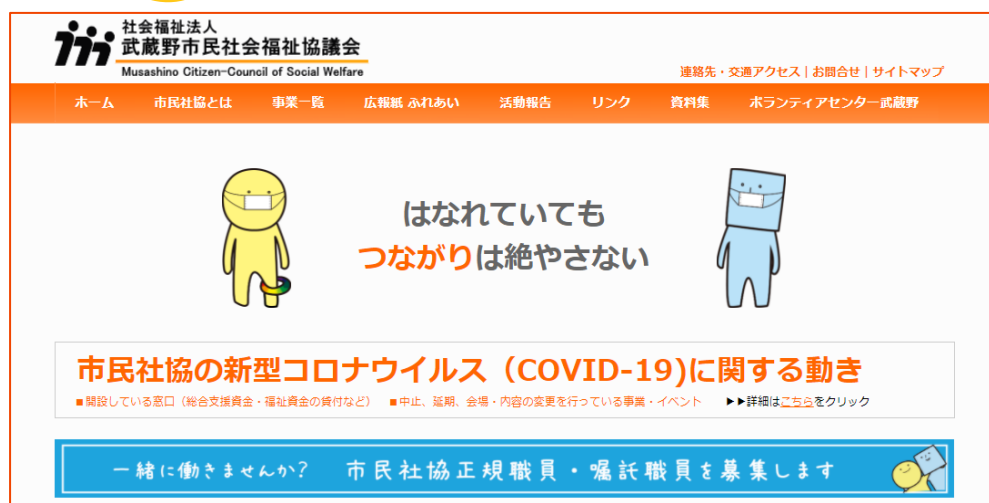 社会福祉法人
武蔵野市民社会福祉協議会
Musashino Citizen-Council of Social Welfare
連絡先・交通アクセス|お問合せ|サイトマップ
ホーム 市民社協とは 事業一覧 広報紙 ふれあい 活動報告 リンク 資料集 ボランティアセンター武蔵野
はなれていても
つながりは絶やさない
市民社協の新型コロナウイルス（COVID-19)に関する動き
■開設している窓口（総合支援資金・福祉資金の貸付など） ■中止、延期、会場・内容の変更を行っている事業・イベント ▶▶詳細はこちらをクリック
一緒に働きませんか? 市民社協正規職員・嘱託職員を募集します